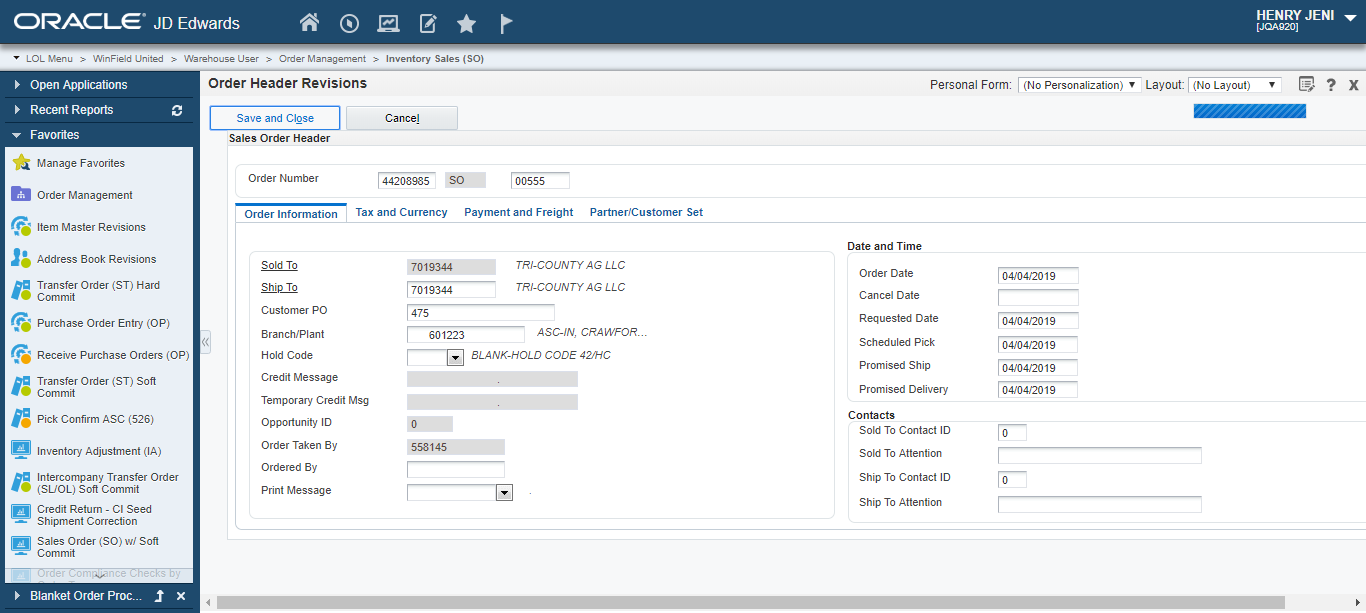 ORACLE JD Edwards
HENRY JENI
[JQA920]
LOL Menu > WinField United > Warehouse User > Order Management > Inventory Sales (SO)
Open Applications
Recent Reports
Favorites
Manage Favorites
Order Management
Item Master Revisions
Address Book Revisions
Transfer Order (ST) Hard
Commit
Purchase Order Entry (OP)
Receive Purchase Orders (OP)
Transfer Order (ST) Soft
Commit
Pick Confirm ASC (526)
Inventory Adjustment (IA)
Intercompany Transfer Order
(SL/OL) Soft Commit
Credit Return - CI Seed
Shipment Correction
Sales Order (SO) w/ Soft
Commit
Order Compliance Checks by
Blanket Order Proc...
Order Header Revisions
Personal Form: (No Personalization) Layout: (No Layout)
Save and Close Cancel
Sales Order Header
Order Number 44208985 SO 00555
Order Information Tax and Currency Payment and Freight Partner/Customer Set
Sold To 7019344 TRI-COUNTY AG LLC
Ship To 7019344 TRI-COUNTY AG LLC
Customer PO 475
Branch/Plant 601223 ASC-IN, CRAWFOR...
Hold Code BLANK-HOLD CODE 42/HC
Credit Message .
Temporary Credit Msg .
Opportunity ID 0
Order Taken By 558145
Ordered By
Print Message .
Date and Time
Order Date 04/04/2019
Cancel Date
Requested Date 04/04/2019
Scheduled Pick 04/04/2019
Promised Ship 04/04/2019
Promised Delivery 04/04/2019
Contacts
Sold To Contact ID 0
Sold To Attention
Ship To Contact ID 0
Ship To Attention